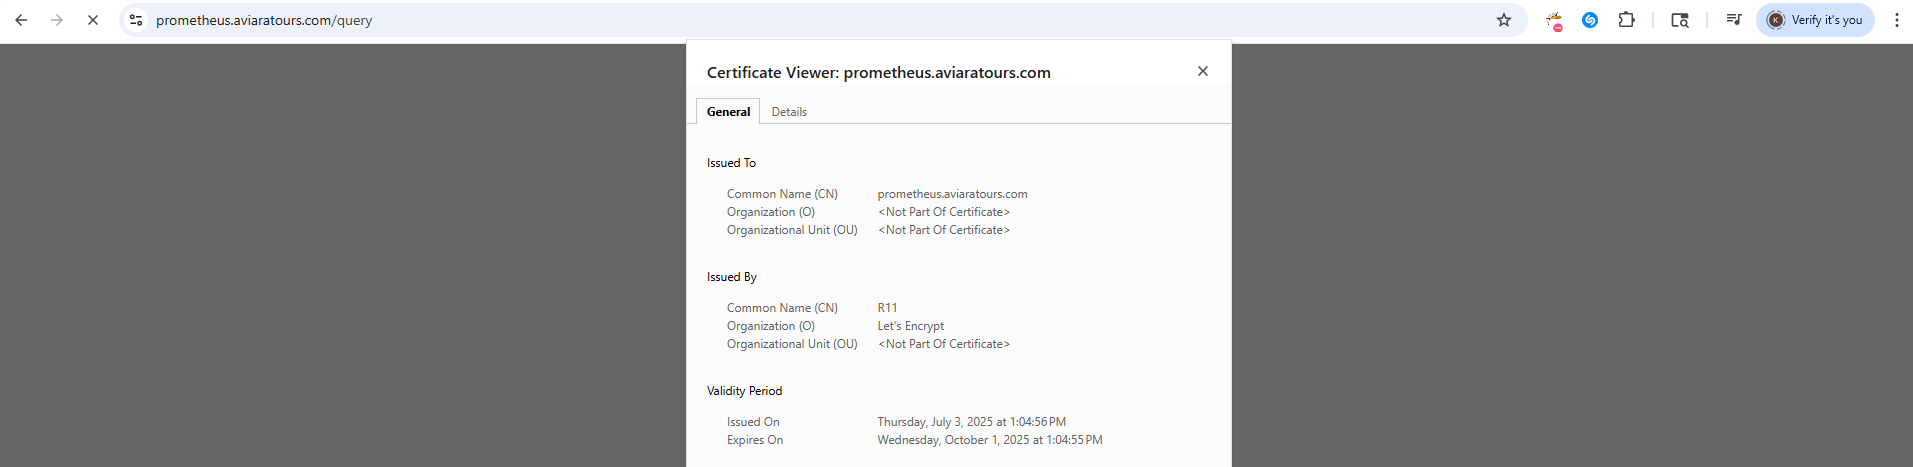 prometheus.aviaratours.com/query
K
Verify it's you
Certificate Viewer: prometheus.aviaratours.com
General
Details
Issued To
Common Name (CN) prometheus.aviaratours.com
Organization (O) <Not Part Of Certificate>
Organizational Unit (OU) <Not Part Of Certificate>
Issued By
Common Name (CN) R11
Organization (O) Let's Encrypt
Organizational Unit (OU) <Not Part Of Certificate>
Validity Period
Issued On Thursday, July 3, 2025 at 1:04:56 PM
Expires On Wednesday, October 1, 2025 at 1:04:55 PM